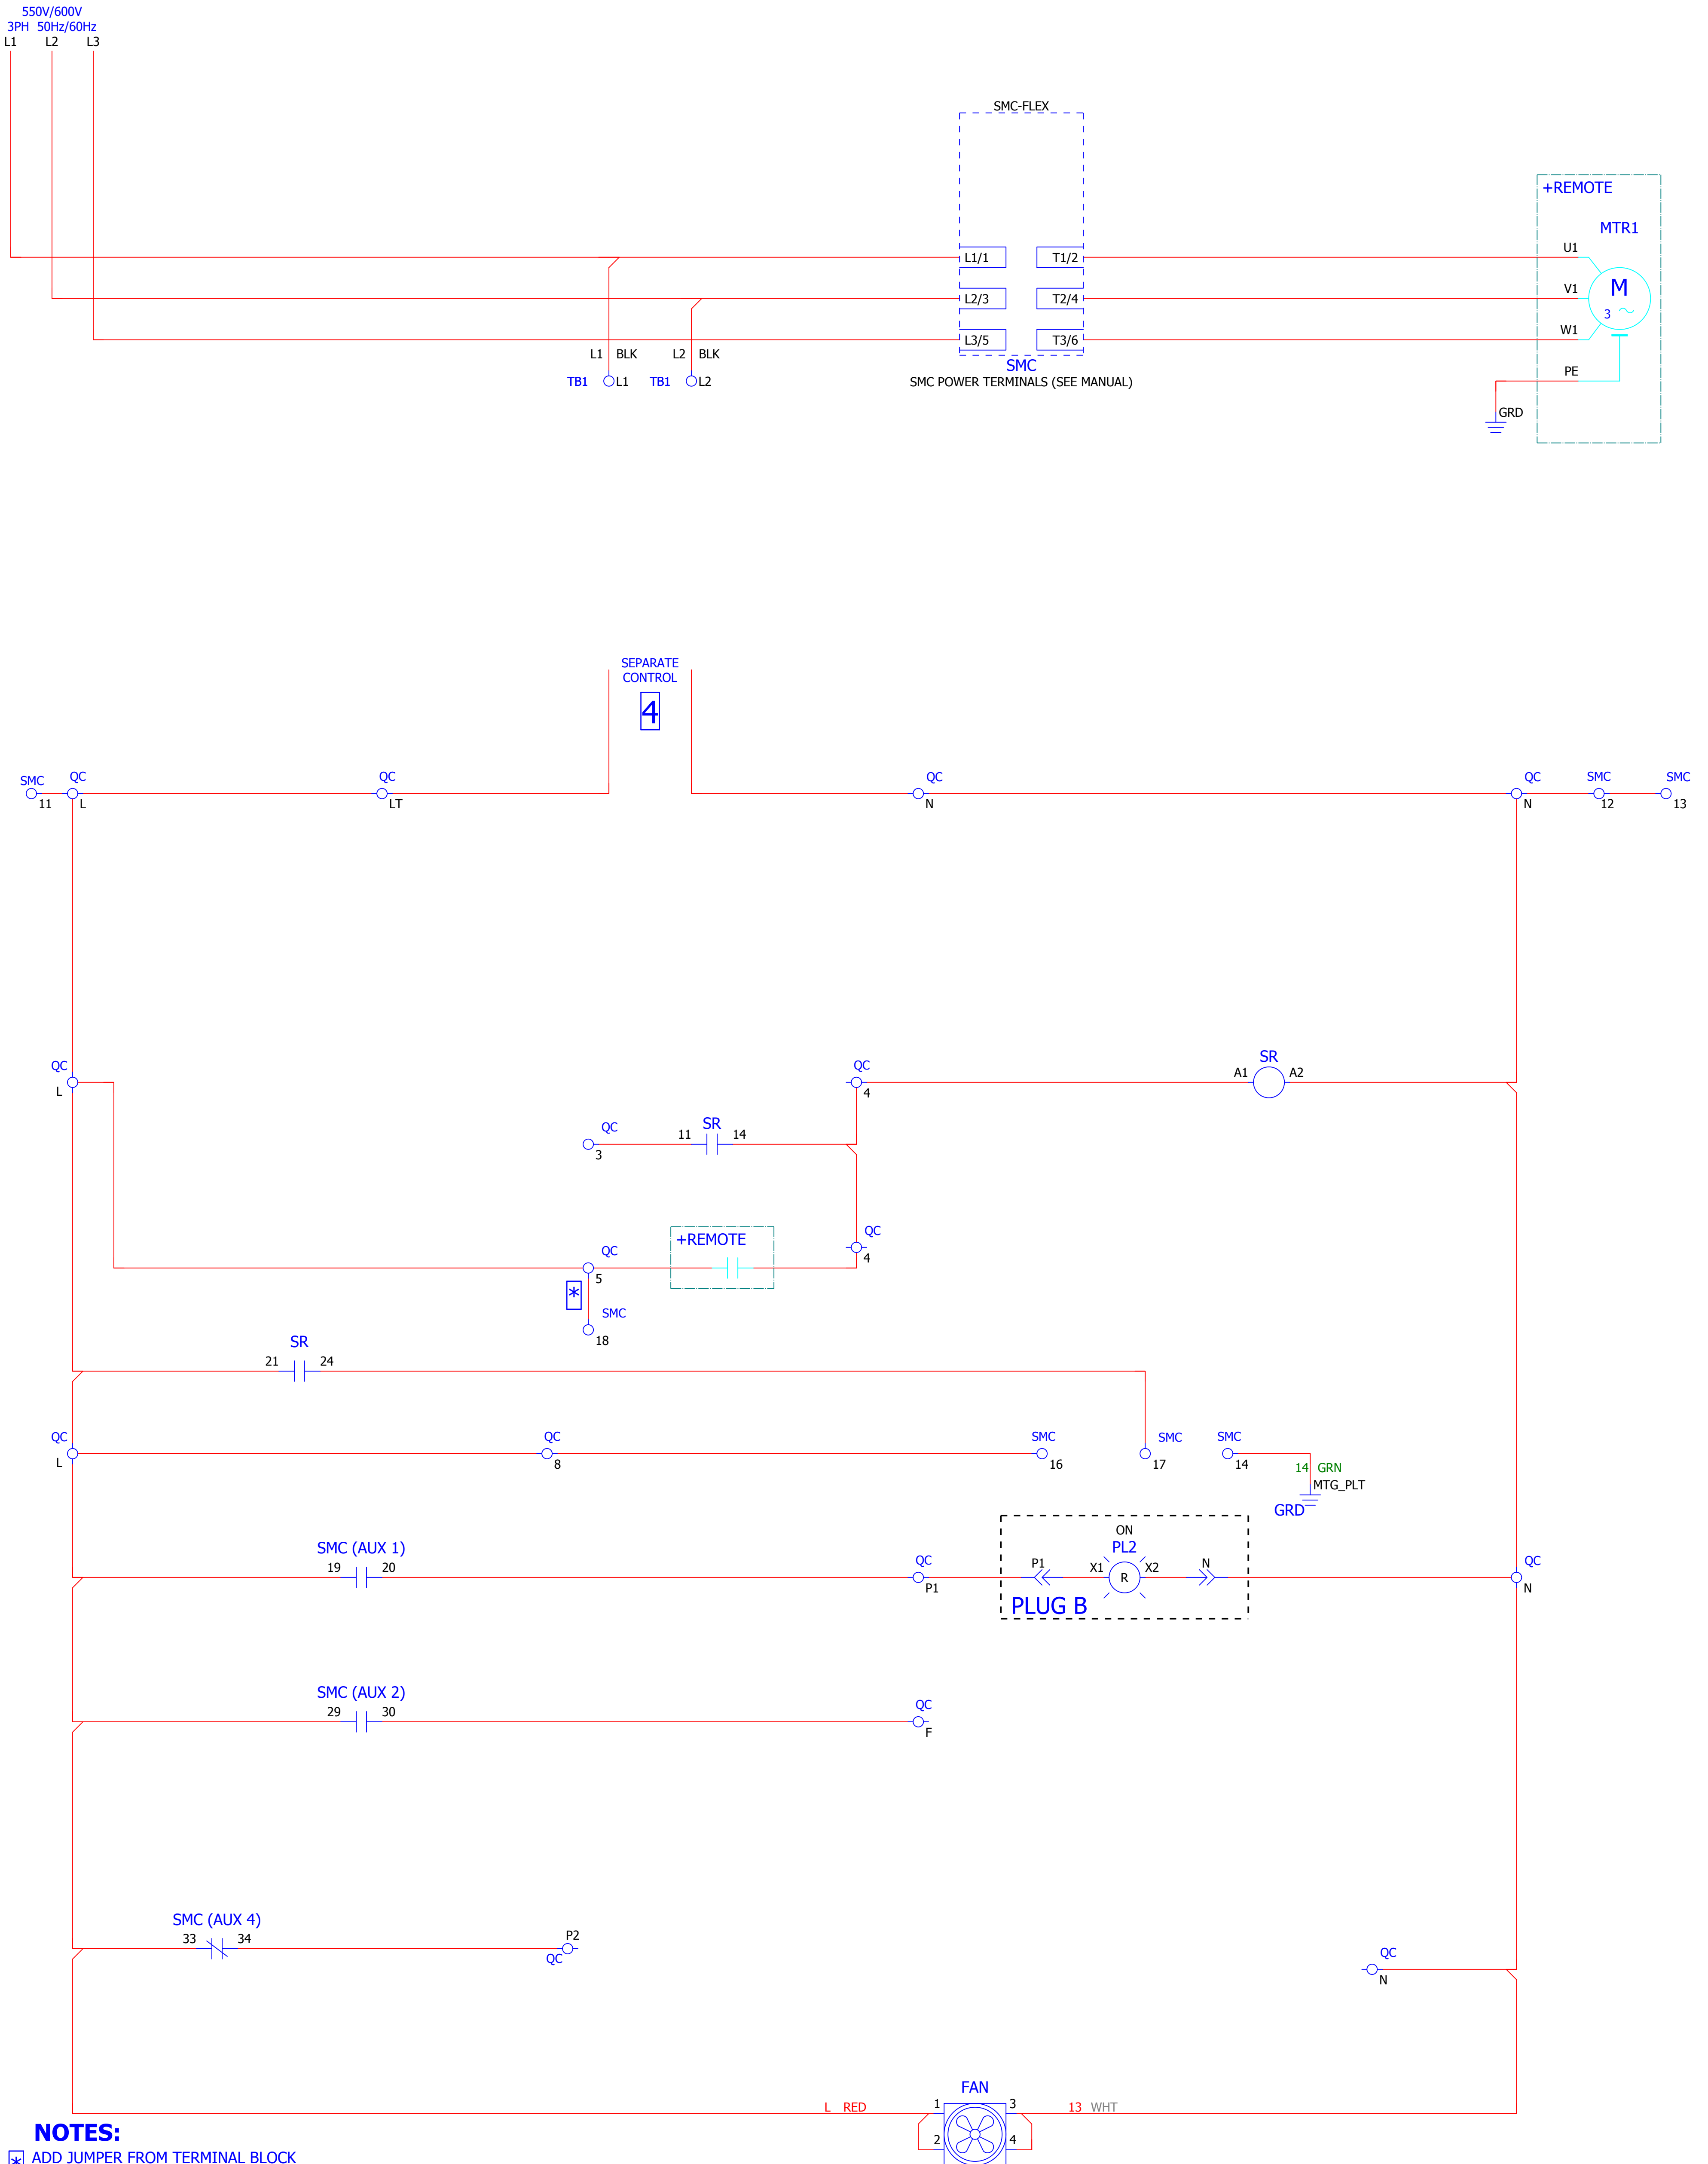 550V/600V
3PH 50Hz/60Hz
L1 L2 L3
SMC-FLEX
+REMOTE
MTR1
U1
L1/1 T1/2
M
3
V1
L2/3 T2/4
W1
L3/5 T3/6
L1 BLK L2 BLK
SMC
PE
TB1 L1 TB1 L2
SMC POWER TERMINALS (SEE MANUAL)
GRD
SEPARATE
CONTROL
4
SMC QC QC QC QC SMC SMC
11 L LT N N 12 13
QC QC SR
A1 A2
L 4
QC SR
11 14
3
QC
+REMOTE
QC 4
5
*
SMC
18
SR
21 24
QC QC SMC SMC SMC
L 8 16 17 14
14 GRN
MTG_PLT
GRD
ON
SMC (AUX 1) PL2
19 20 QC P1 X1 R X2 N QC
P1 N
PLUG B
SMC (AUX 2)
29 30 QC
F
SMC (AUX 4)
33 34 P2
QC
QC
N
FAN
L RED 1 3 13 WHT
2 4
NOTES:
* ADD JUMPER FROM TERMINAL BLOCK